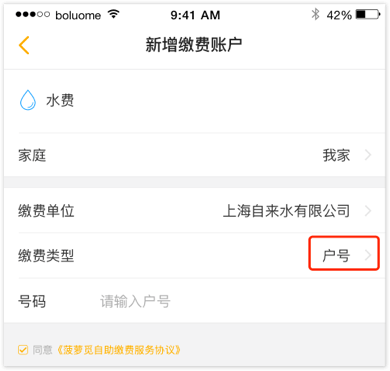 boluome 9:41 AM 42%
新增缴费账户
水费
家庭 我家
缴费单位 上海自来水有限公司
缴费类型 户号
号码 请输入户号
同意《菠萝觅自助缴费服务协议》